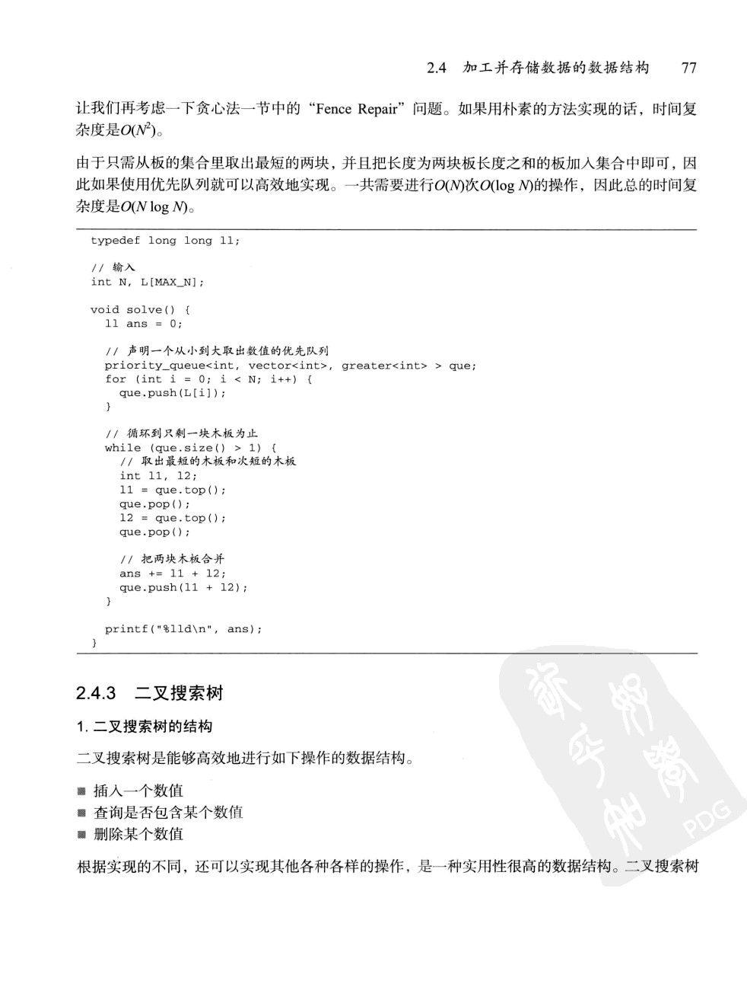 2.4 加工并存储数据的数据结构 77
让我们再考虑一下贪心法一节中的“Fence Repair”问题。如果用朴素的方法实现的话，时间复
杂度是O(N²)。
由于只需从板的集合里取出最短的两块，并且把长度为两块板长度之和的板加入集合中即可，因
此如果使用优先队列就可以高效地实现。一共需要进行O(N)次O(log N)的操作，因此总的时间复
杂度是O(N log N)。
typedef long long ll;
// 输入
int N, L[MAX_N];
void solve() {
  ll ans = 0;
  // 声明一个从小到大取出数值的优先队列
  priority_queue<int, vector<int>, greater<int> > que;
  for (int i = 0; i < N; i++) {
    que.push(L[i]);
  }
  // 循环到只剩一块木板为止
  while (que.size() > 1) {
    // 取出最短的木板和次短的木板
    int l1, l2;
    l1 = que.top();
    que.pop();
    l2 = que.top();
    que.pop();
    // 把两块木板合并
    ans += l1 + l2;
    que.push(l1 + l2);
  }
  printf("%lld\n", ans);
}
2.4.3 二叉搜索树
1. 二叉搜索树的结构
二叉搜索树是能够高效地进行如下操作的数据结构。
■ 插入一个数值
■ 查询是否包含某个数值
■ 删除某个数值
根据实现的不同，还可以实现其他各种各样的操作，是一种实用性很高的数据结构。二叉搜索树
PDG